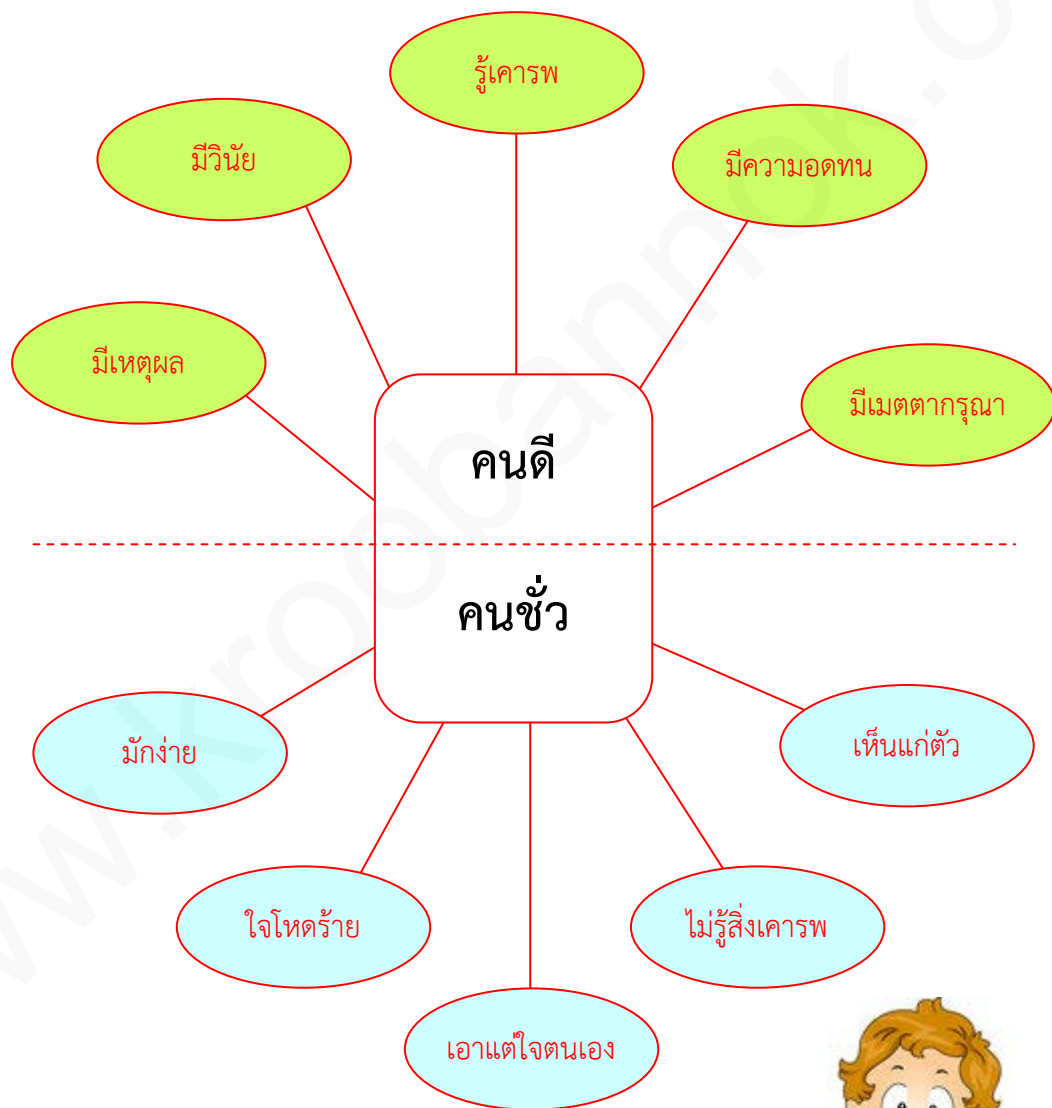 รู้เคารพ
มีวินัย
มีความอดทน
มีเหตุผล
มีเมตตากรุณา
คนดี
คนชั่ว
มักง่าย
เห็นแก่ตัว
ใจโหดร้าย
ไม่รู้สิ่งเคารพ
เอาแต่ใจตนเอง
w.kroobannok.c